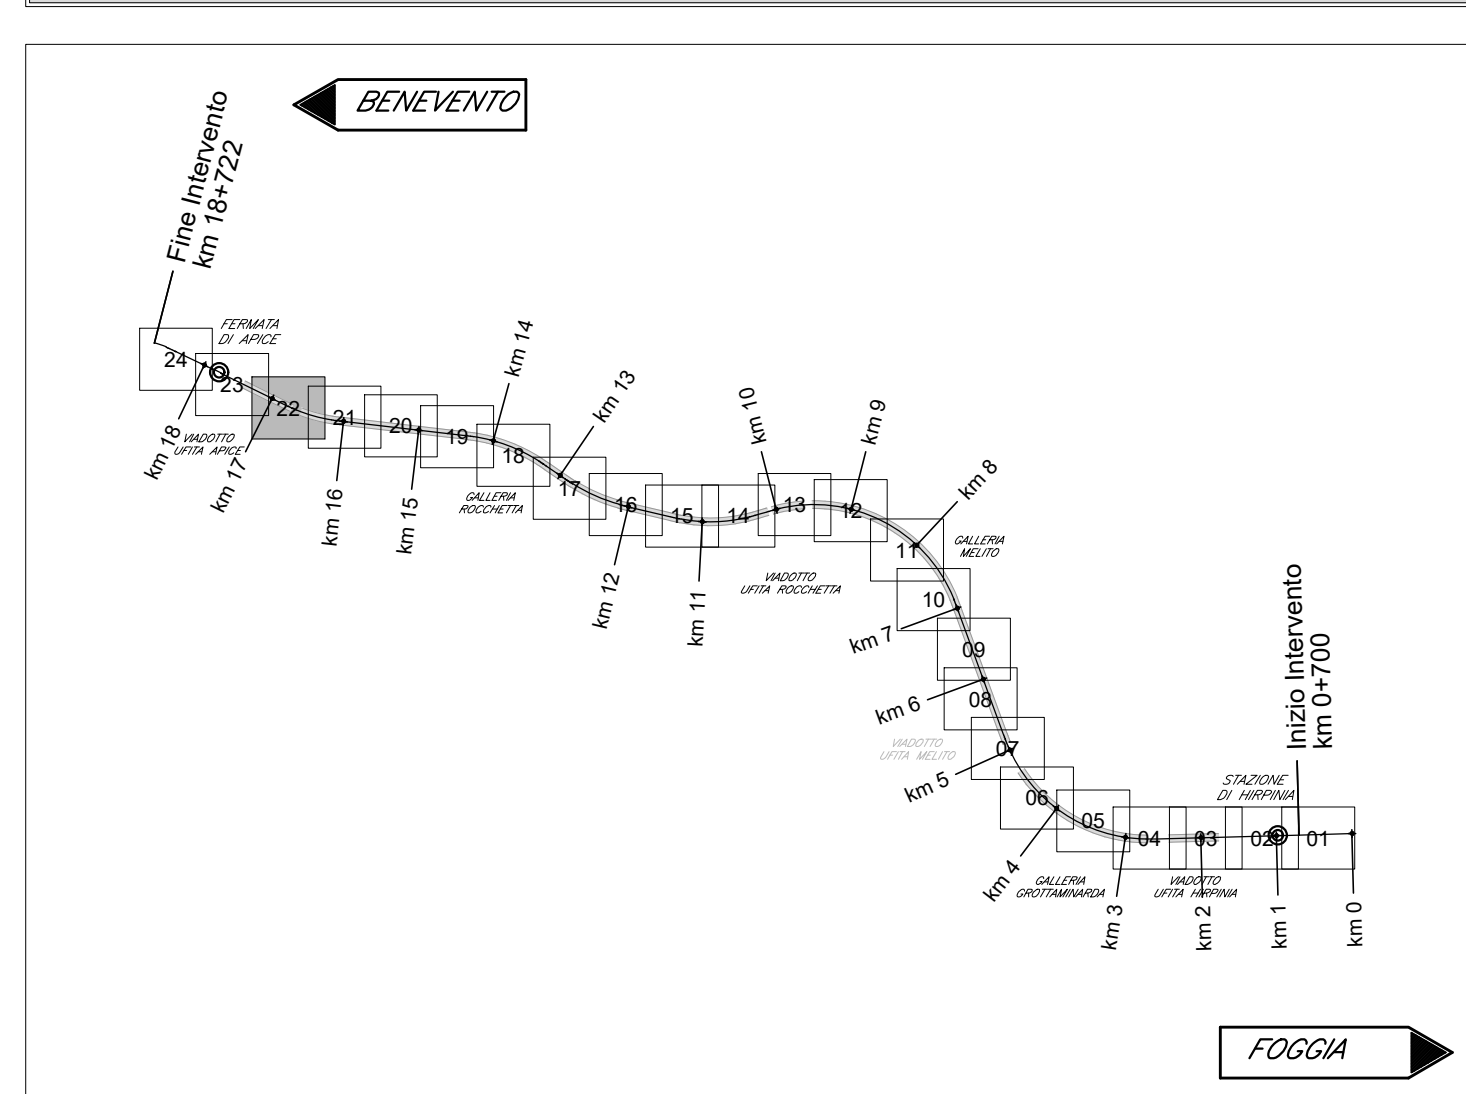 BENEVENTO
Fine Intervento
km 18+722
FERMATA
DI APICE
24
23
22
21
20
19
18
17
16
15
14
13
12
11
10
09
08
07
06
05
04
03
02
01
km 18
VIADOTTO
UFITA APICE
km 17
km 16
km 15
km 14
GALLERIA
ROCCHETTA
km 13
km 12
km 11
km 10
VIADOTTO
UFITA ROCCHETTA
km 9
km 8
GALLERIA
MELITO
km 7
km 6
VIADOTTO
UFITA MELITO
km 5
km 4
GALLERIA
GROTTAMINARDA
km 3
VIADOTTO
UFITA HIRPINIA
km 2
STAZIONE
DI HIRPINIA
km 1
Inizio Intervento
km 0+700
km 0
FOGGIA